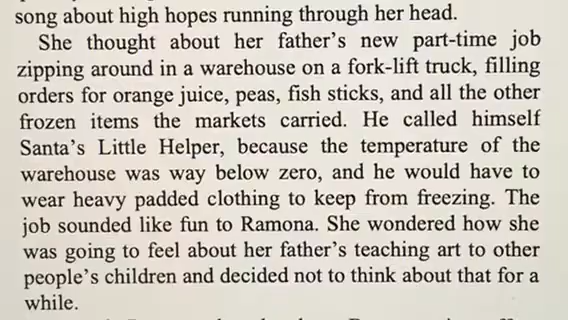 song about high hopes running through her head.
She thought about her father's new part-time job
zipping around in a warehouse on a fork-lift truck, filling
orders for orange juice, peas, fish sticks, and all the other
frozen items the markets carried. He called himself
Santa's Little Helper, because the temperature of the
warehouse was way below zero, and he would have to
wear heavy padded clothing to keep from freezing. The
job sounded like fun to Ramona. She wondered how she
was going to feel about her father's teaching art to other
people's children and decided not to think about that for a
while.